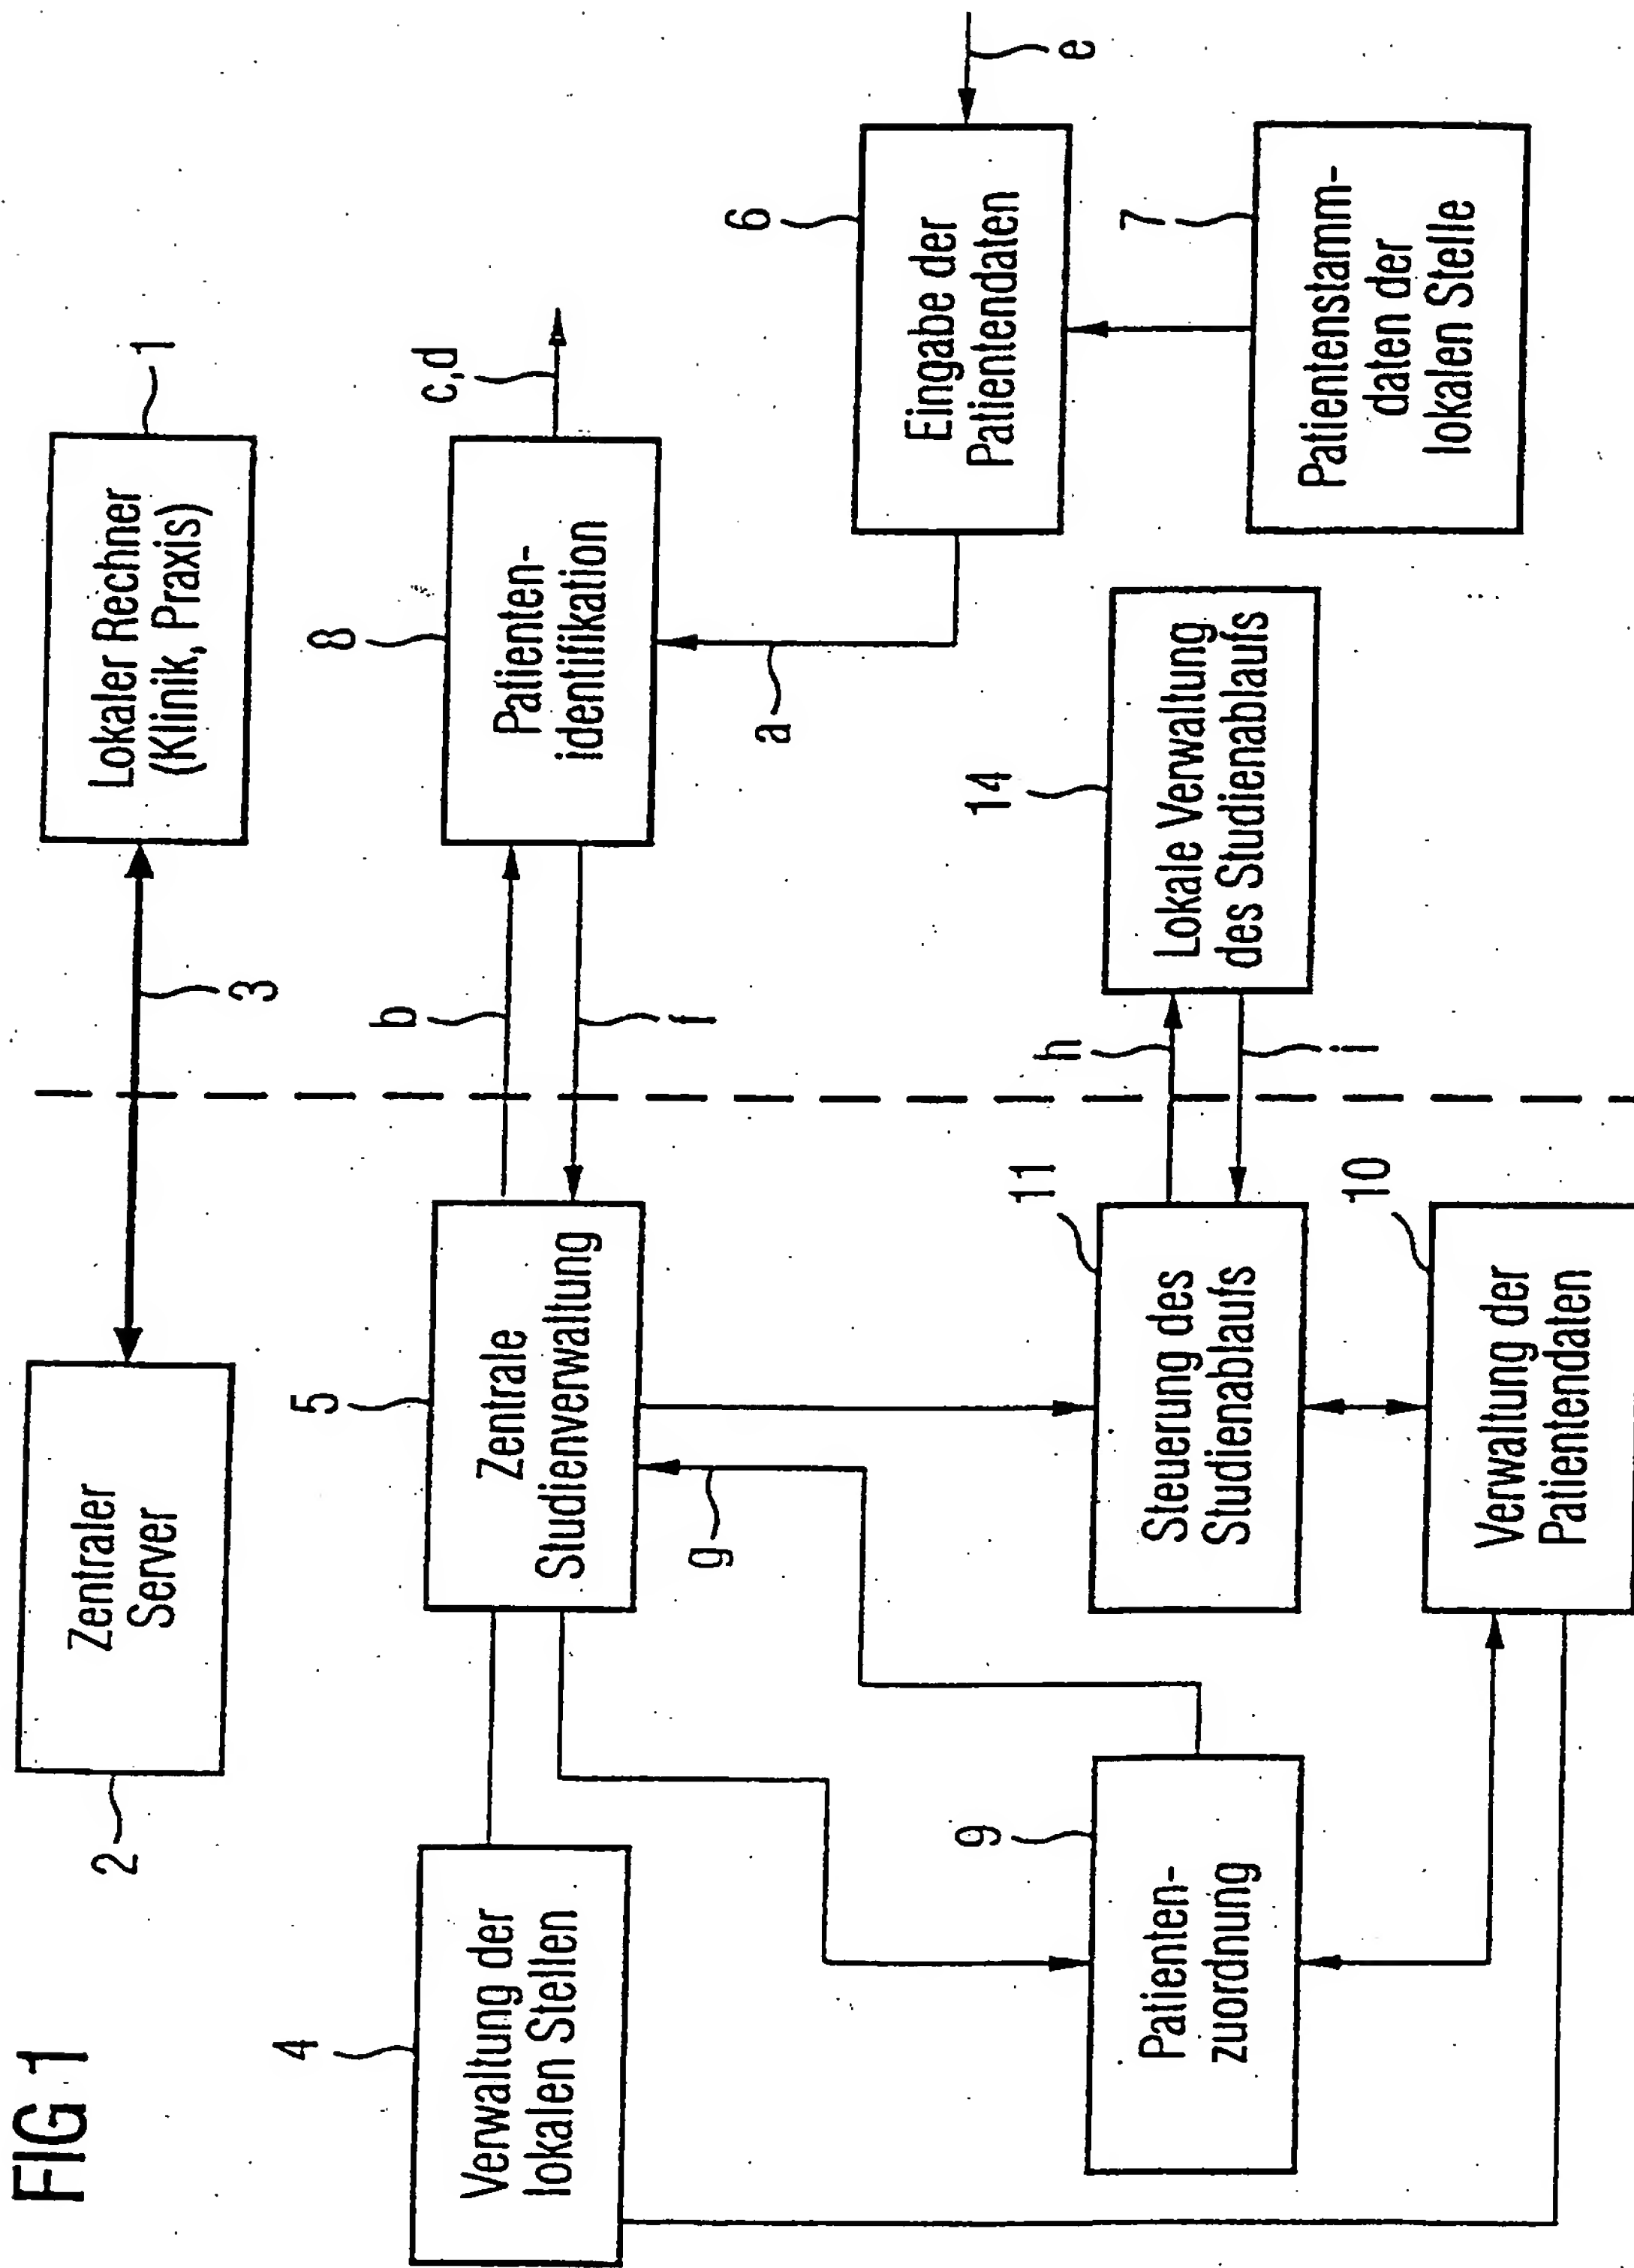 FIG 1
2
Zentraler
Server
3
Lokaler Rechner
(Klinik, Praxis)
1
4
Verwaltung der
lokalen Stellen
5
Zentrale
Studienverwaltung
b
f
8
Patienten-
identifikation
c,d
g
a
6
Eingabe der
Patientendaten
e
9
Patienten-
zuordnung
11
Steuerung des
Studienablaufs
h
i
14
Lokale Verwaltung
des Studienablaufs
7
Patientenstamm-
daten der
lokalen Stelle
10
Verwaltung der
Patientendaten